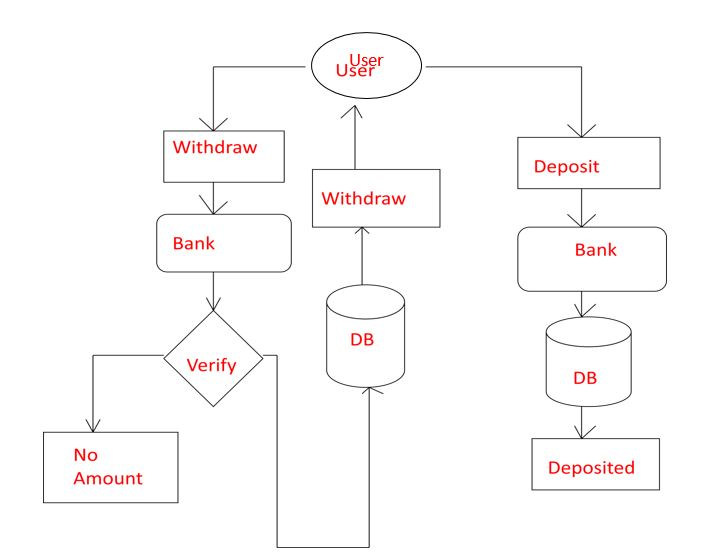 User
User
Withdraw
Withdraw
Deposit
Bank
Bank
DB
Verify
DB
No
Amount
Deposited